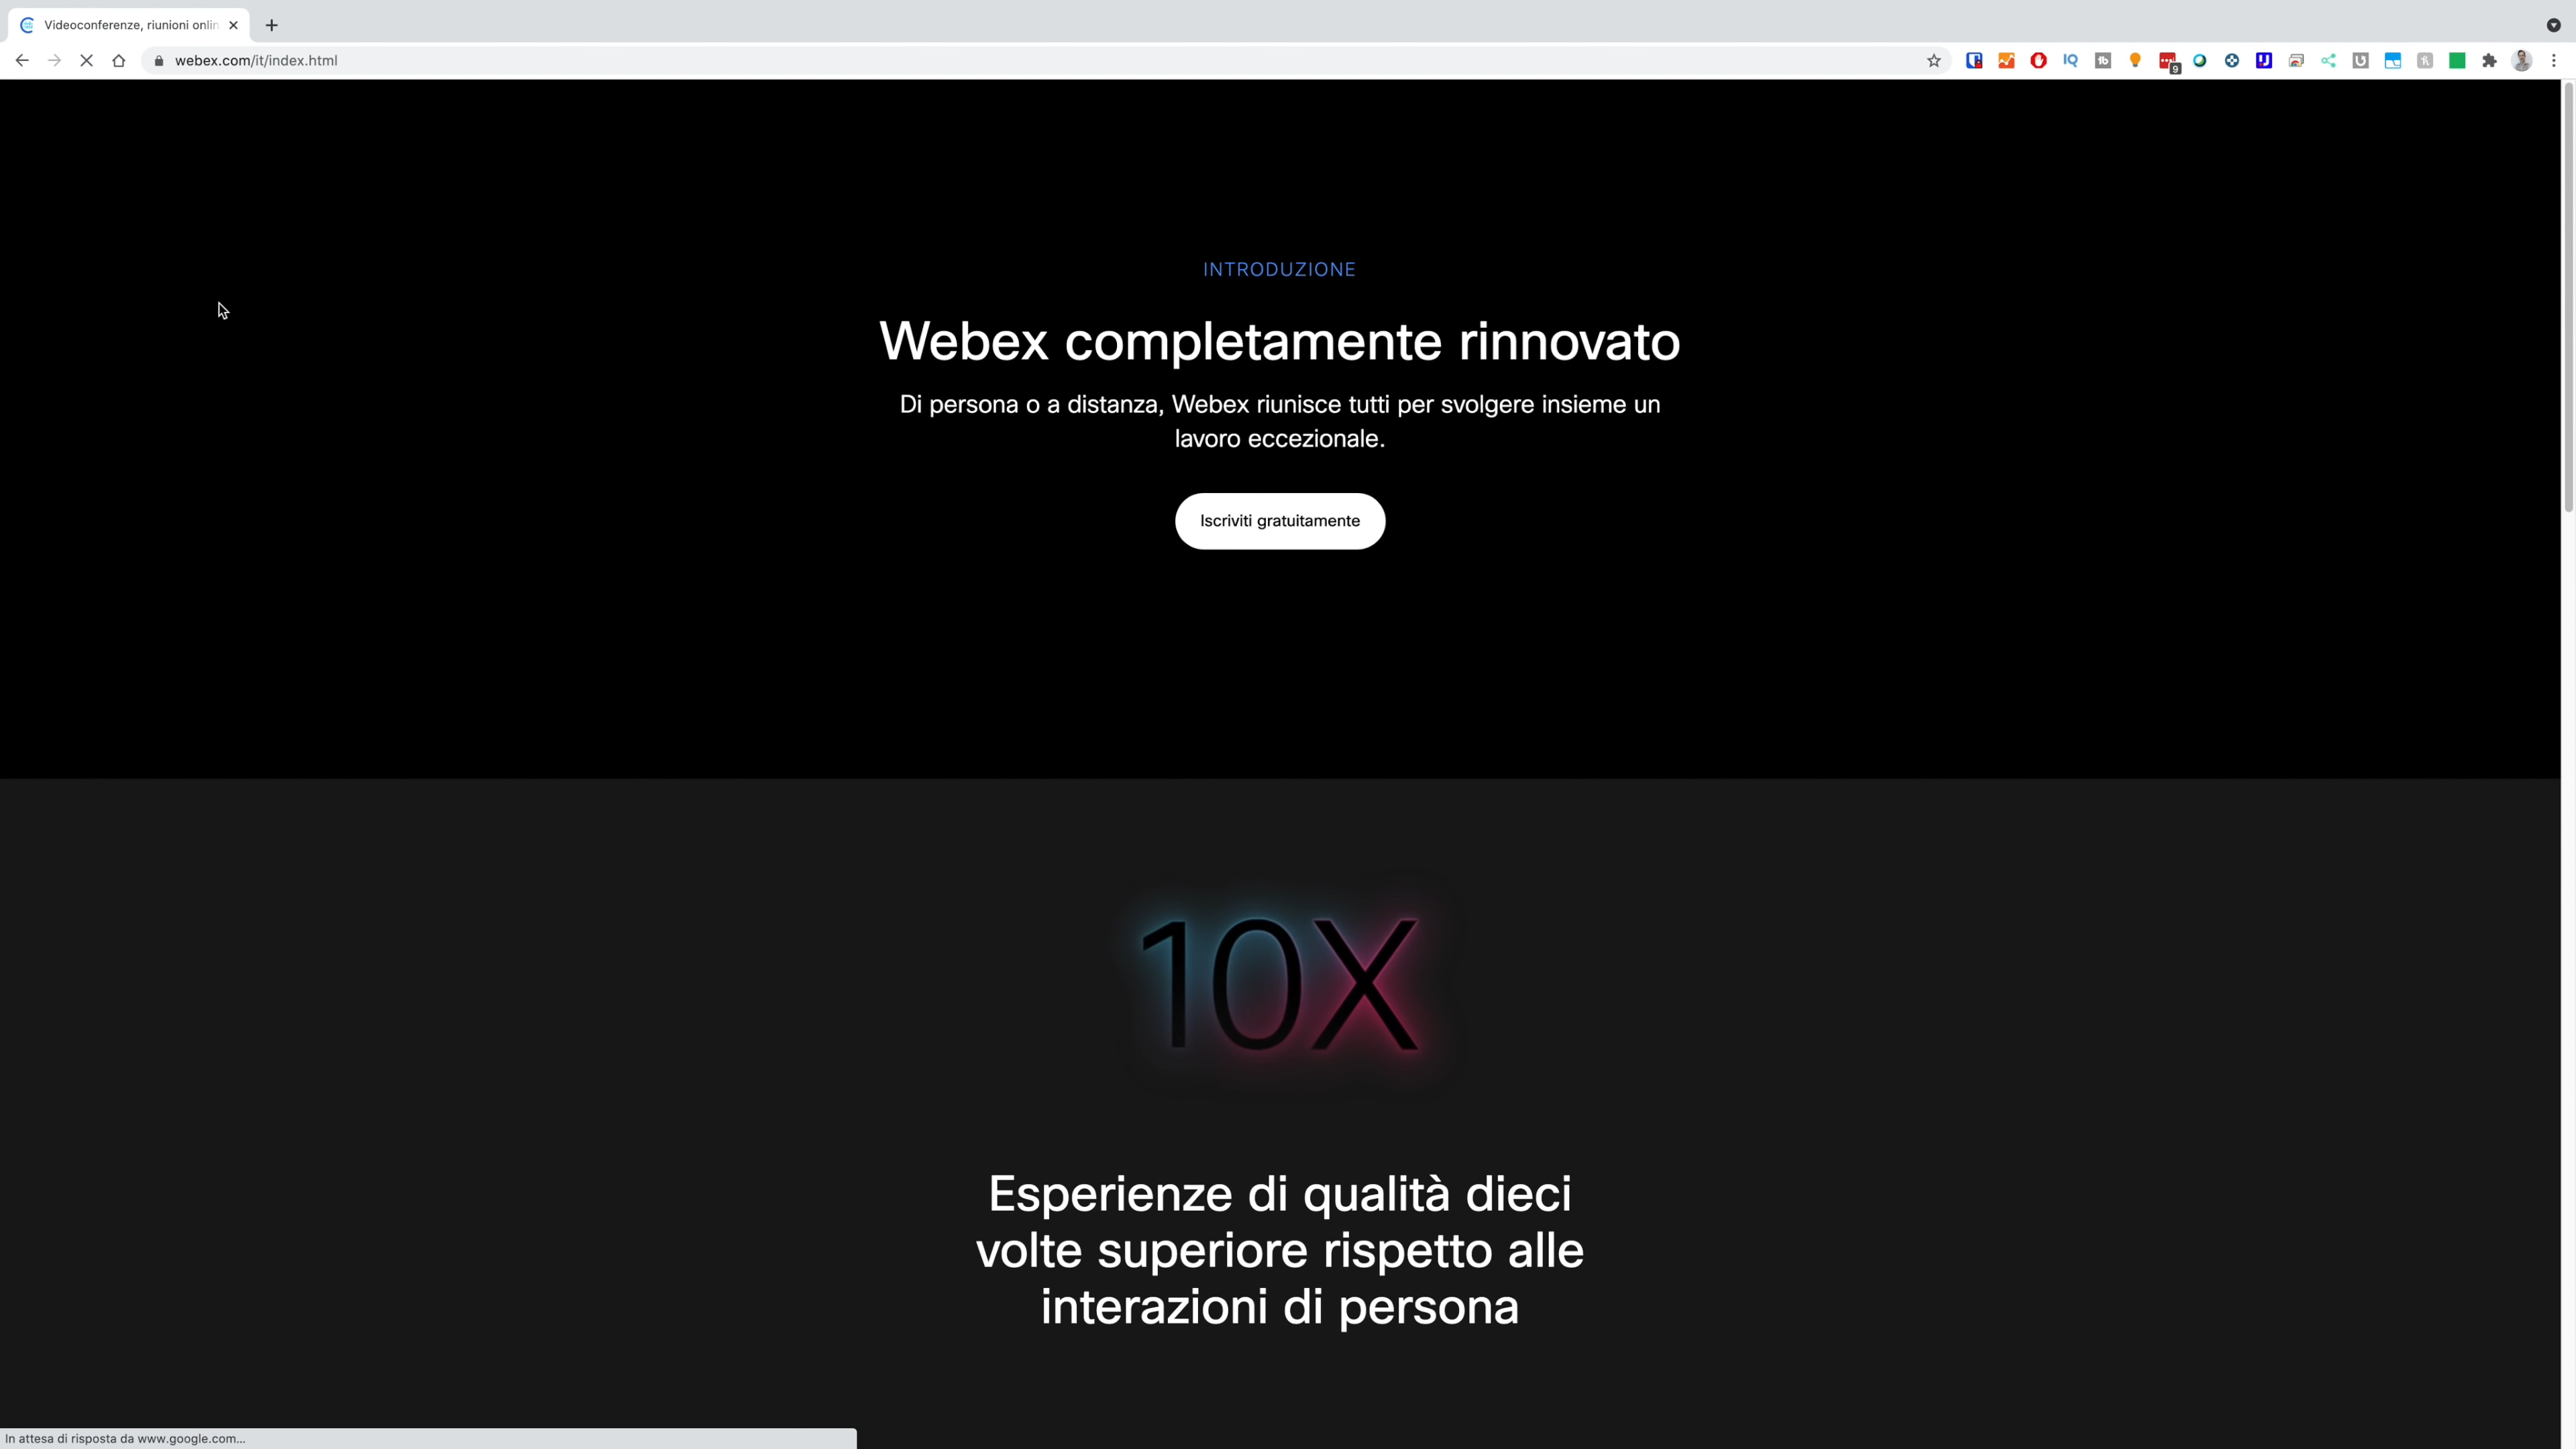 Videoconferenze, riunioni onlin
webex.com/it/index.html
IQ
9
INTRODUZIONE
Webex completamente rinnovato
Di persona o a distanza, Webex riunisce tutti per svolgere insieme un
lavoro eccezionale.
Iscriviti gratuitamente
10X
Esperienze di qualità dieci
volte superiore rispetto alle
interazioni di persona
In attesa di risposta da www.google.com...